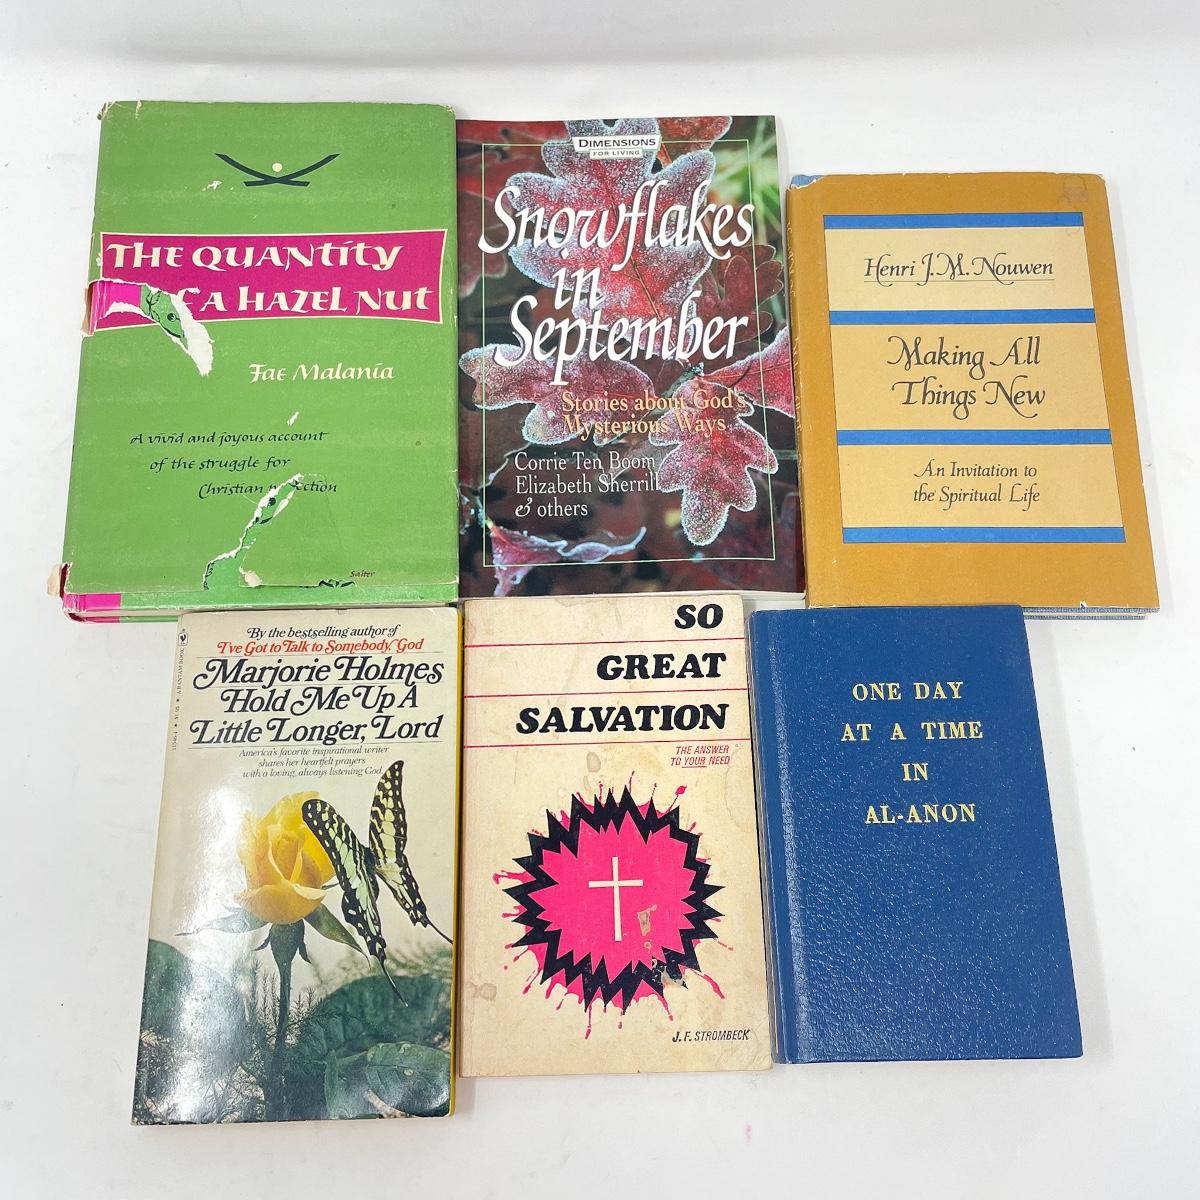 THE QUANTITY
F A HAZEL NUT
Fae Malania
A vivid and joyous account
of the struggle for
Christian p ection
Salter
DIMENSIONS
FOR LIVING
Snowflakes
in
September
Stories about God's
Mysterious Ways
Corrie Ten Boom
Elizabeth Sherrill
& others
Henri J.M. Nouwen
Making All
Things New
An Invitation to
the Spiritual Life
By the bestselling author of
I've Got to Talk to Somebody, God
Marjorie Holmes
Hold Me Up A
Little Longer, Lord
America's favorite inspirational writer
shares her heartfelt prayers
with a loving, always listening God.
A BANTAM BOOK
SO
GREAT
SALVATION
THE ANSWER
TO YOUR NEED
J. F. STROMBECK
ONE DAY
AT A TIME
IN
AL-ANON